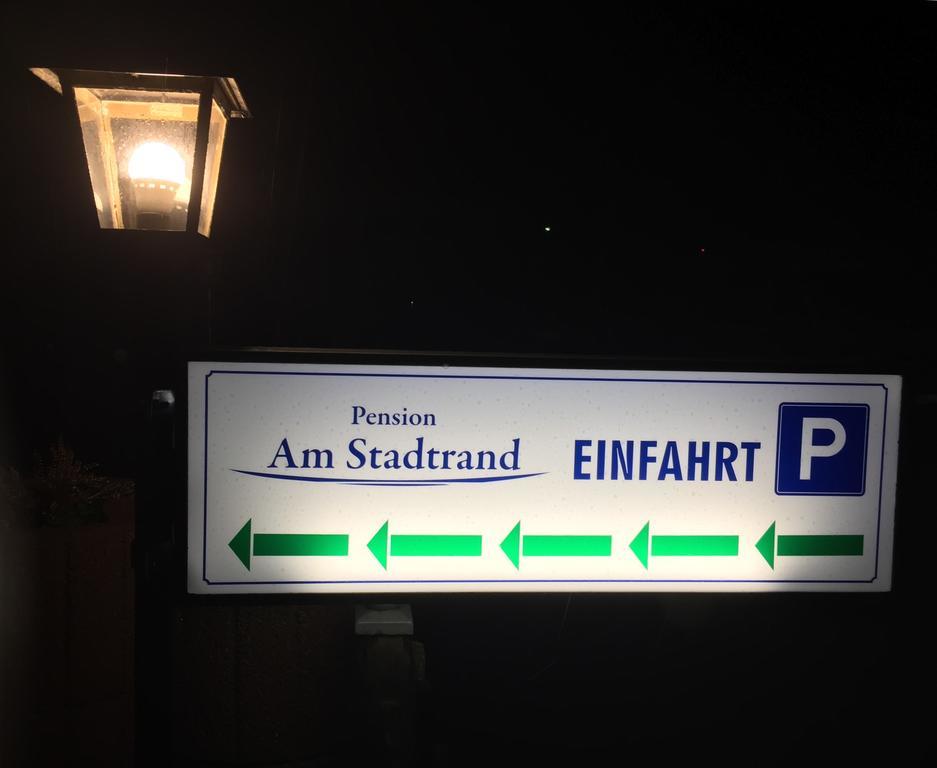 Pension
Am Stadtrand
EINFAHRT P